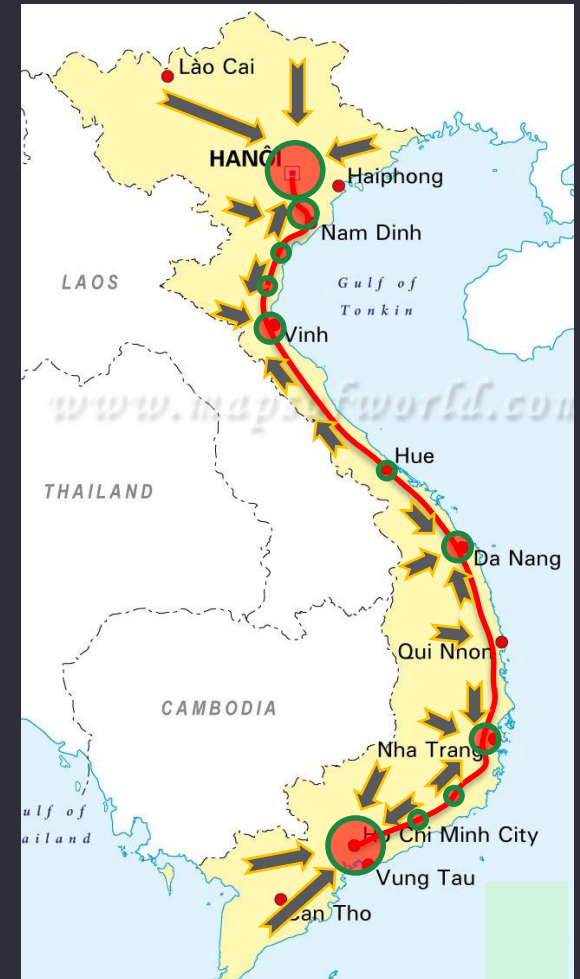 Lào Cai
HANÔI
Haiphong
Nam Dinh
LAOS
Gulf of
Tonkin
Vinh
www.mapsofworld.com
Hue
THAILAND
Da Nang
Qui Nhon
CAMBODIA
Nha Trang
ulf of
ailand
Ho Chi Minh City
Vung Tau
Can Tho